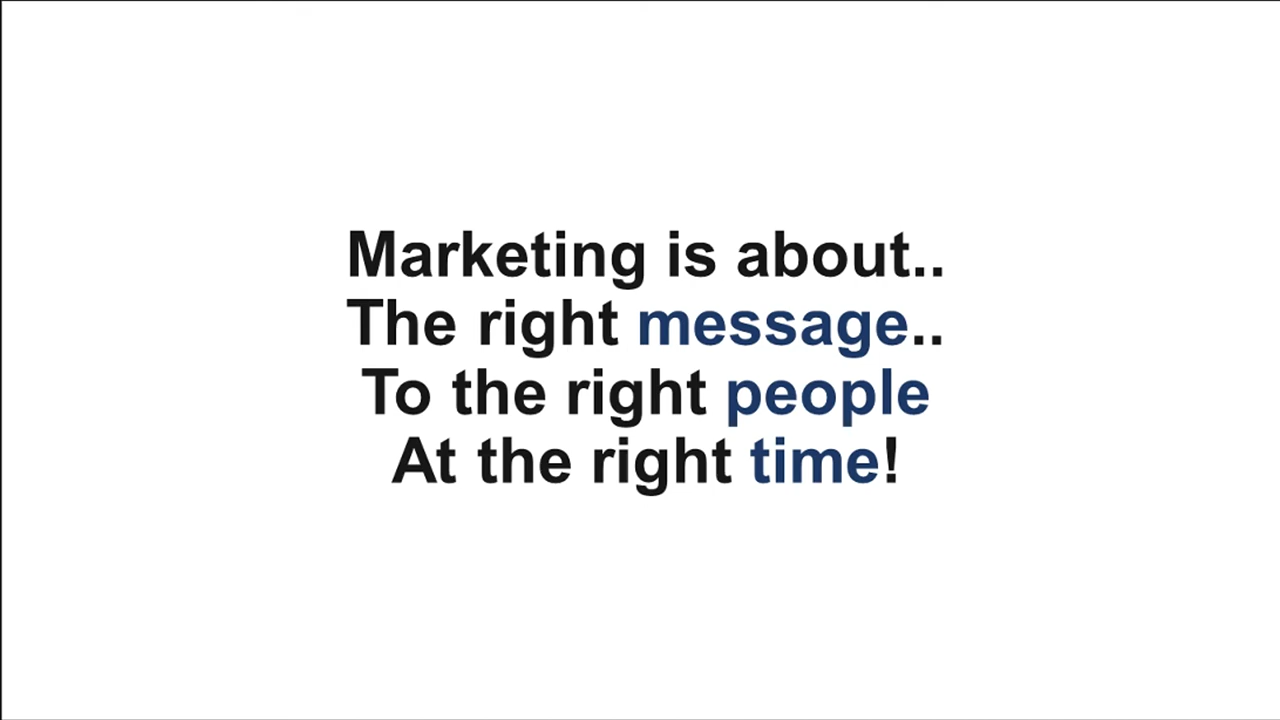 Marketing is about..
The right message..
To the right people
At the right time!